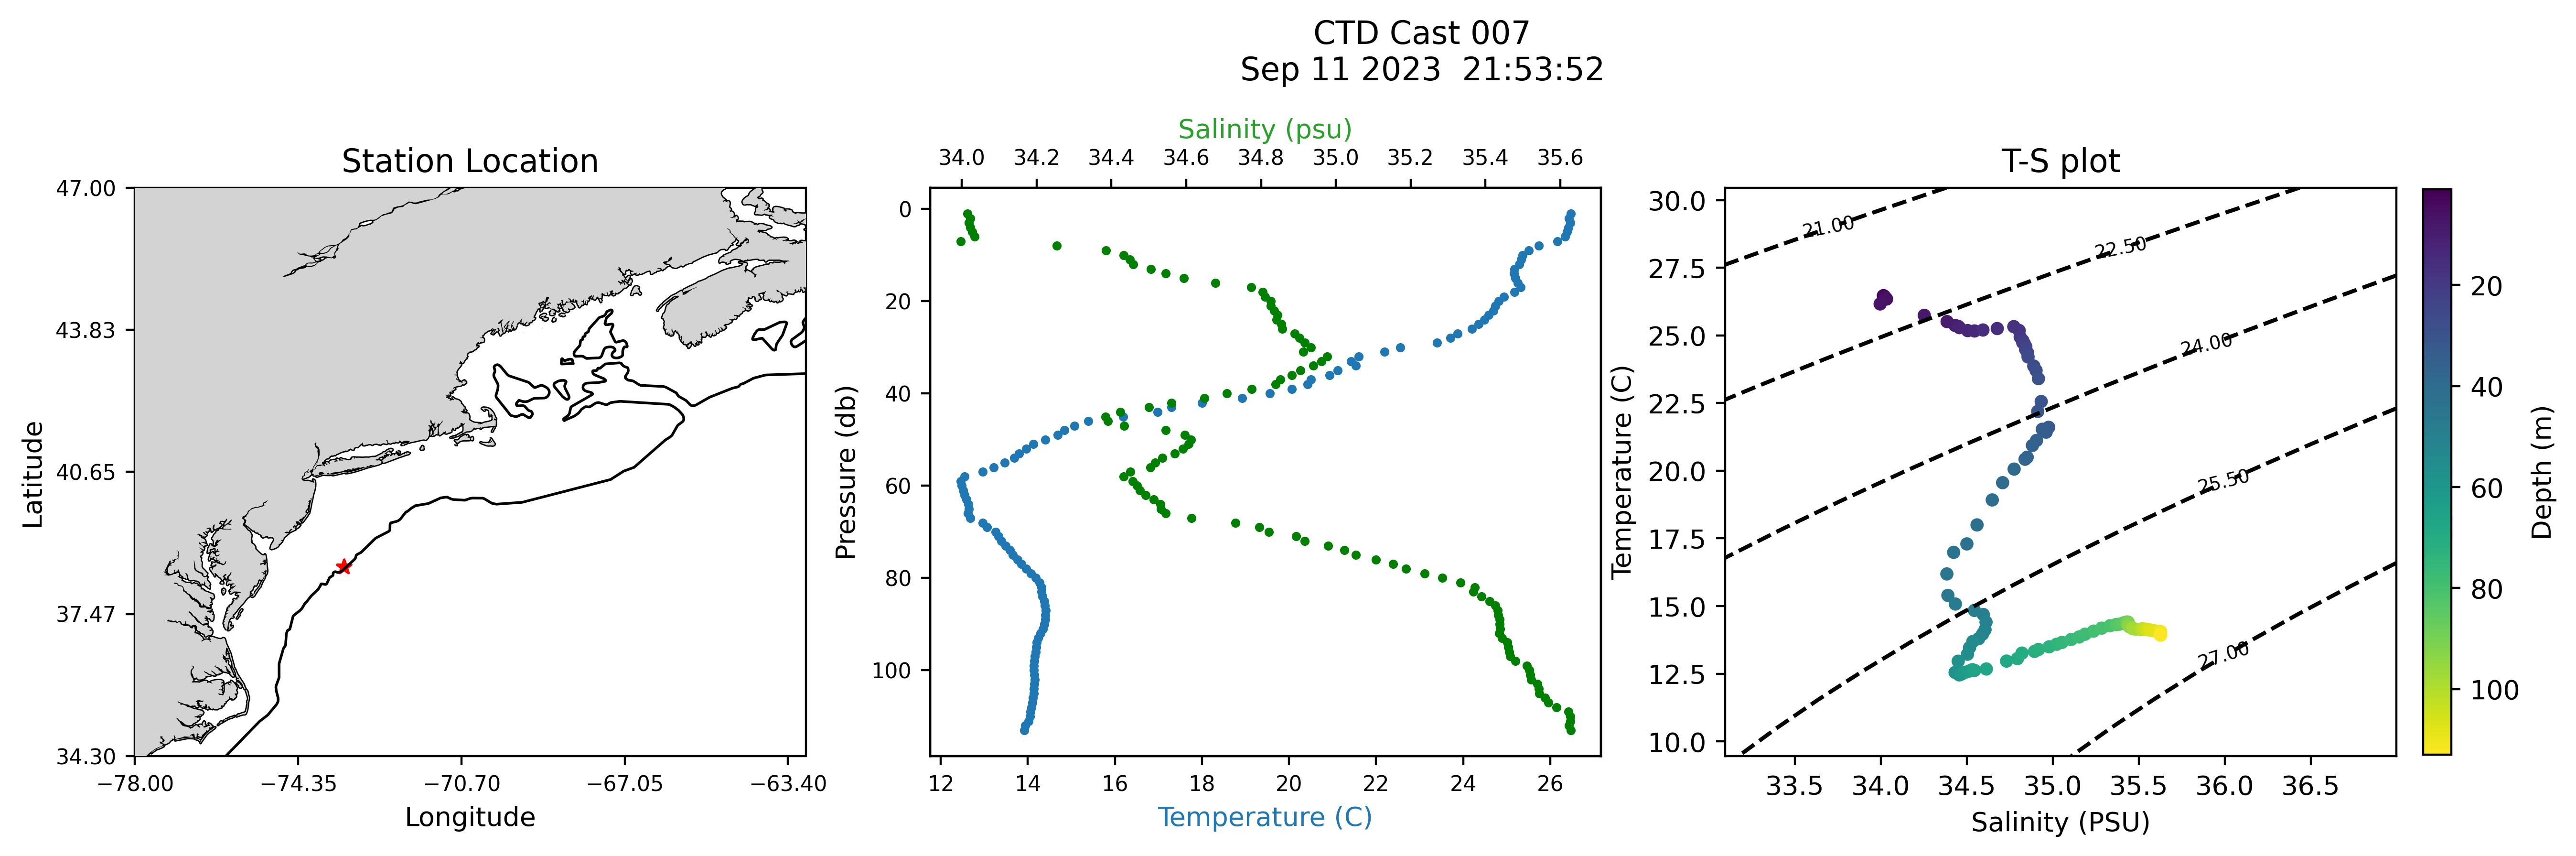 CTD Cast 007
Sep 11 2023  21:53:52
Station Location
47.00
43.83
40.65
37.47
34.30
Latitude
−78.00 −74.35 −70.70 −67.05 −63.40
Longitude
Salinity (psu)
34.0 34.2 34.4 34.6 34.8 35.0 35.2 35.4 35.6
0
20
40
60
80
100
Pressure (db)
12 14 16 18 20 22 24 26
Temperature (C)
T-S plot
30.0
27.5
25.0
22.5
20.0
17.5
15.0
12.5
10.0
Temperature (C)
21.00
22.50
24.00
25.50
27.00
33.5 34.0 34.5 35.0 35.5 36.0 36.5
Salinity (PSU)
20
40
60
80
100
Depth (m)